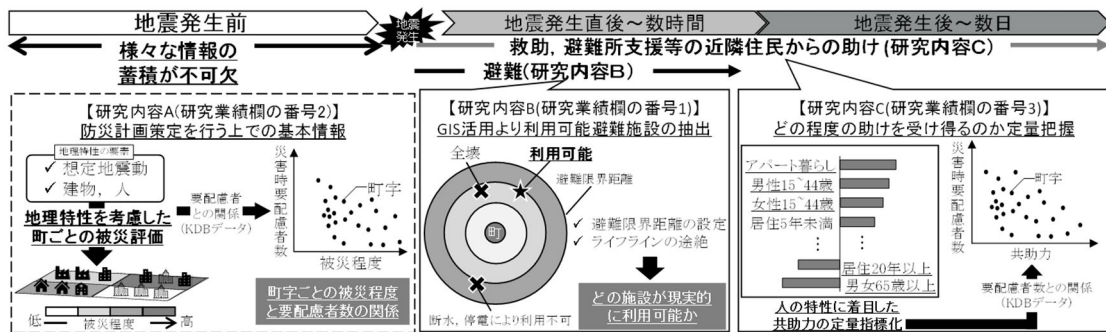 地震発生前
地震
発生
地震発生直後～数時間
地震発生後～数日
様々な情報の
蓄積が不可欠
救助，避難所支援等の近隣住民からの助け(研究内容C)
避難(研究内容B)
【研究内容A(研究業績欄の番号2)】
防災計画策定を行う上での基本情報
地理特性の要素
✓ 想定地震動
✓ 建物，人
地理特性を考慮した
町ごとの被災評価
低
被災程度
高
要配慮者
との関係
(KDBデータ)
災害時要配慮者数
町字
被災程度
町字ごとの被災程度
と要配慮者数の関係
【研究内容B(研究業績欄の番号1)】
GIS活用より利用可能避難施設の抽出
全壊
利用可能
避難限界距離
町
✓ 避難限界距離の設定
✓ ライフラインの途絶
断水，停電により利用不可
どの施設が現実的
に利用可能か
【研究内容C(研究業績欄の番号3)】
どの程度の助けを受け得るのか定量把握
アパート暮らし
男性15~44歳
女性15~44歳
居住5年未満
居住20年以上
男女65歳以上
人の特性に着目した
共助力の定量指標化
災害時要配慮者数
町字
共助力
要配慮者数との関係
(KDBデータ)